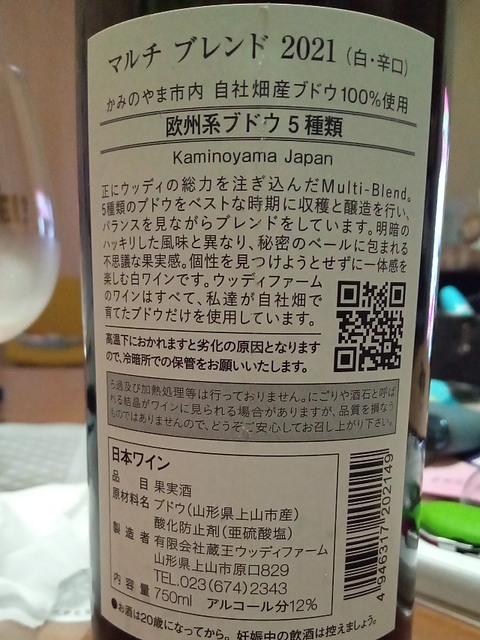 マルチ ブレンド 2021 (白・辛口)
かみのやま市内 自社畑産ブドウ100%使用
欧州系ブドウ5種類
Kaminoyama Japan
正にウッディの総力を注ぎ込んだMulti-Blend。
5種類のブドウをベストな時期に収穫と醸造を行い、
バランスを見ながらブレンドをしています。明暗の
ハッキリした風味と異なり、秘密のベールに包まれる
不思議な果実感。個性を見つけようとせずに一体感を
楽しむ白ワインです。ウッディファーム
のワインはすべて、私達が自社畑で
育てたブドウだけを使用しています。
高温下におかれますと劣化の原因となります
ので、冷暗所での保管をお願いいたします。
ろ過及び加熱処理等は行っておりません。にごりや酒石と呼ば
れる結晶がワインに見られる場合がありますが、品質を損なう
ものではありませんので、どうぞご安心してお召し上がり下さい。
日本ワイン
品 目 果実酒
原材料名 ブドウ(山形県上山市産)
酸化防止剤(亜硫酸塩)
製造者 有限会社蔵王ウッディファーム
山形県上山市原口829
TEL.023(674)2343
内容量 750ml アルコール分12%
●お酒は20歳になってから。妊娠中の飲酒は控えましょう。
4 946317 202149